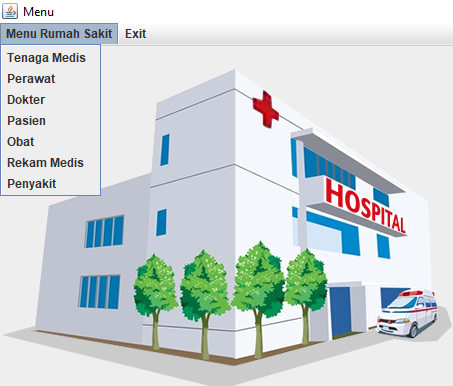 Menu
Menu Rumah Sakit Exit
Tenaga Medis
Perawat
Dokter
Pasien
Obat
Rekam Medis
Penyakit
HOSPITAL